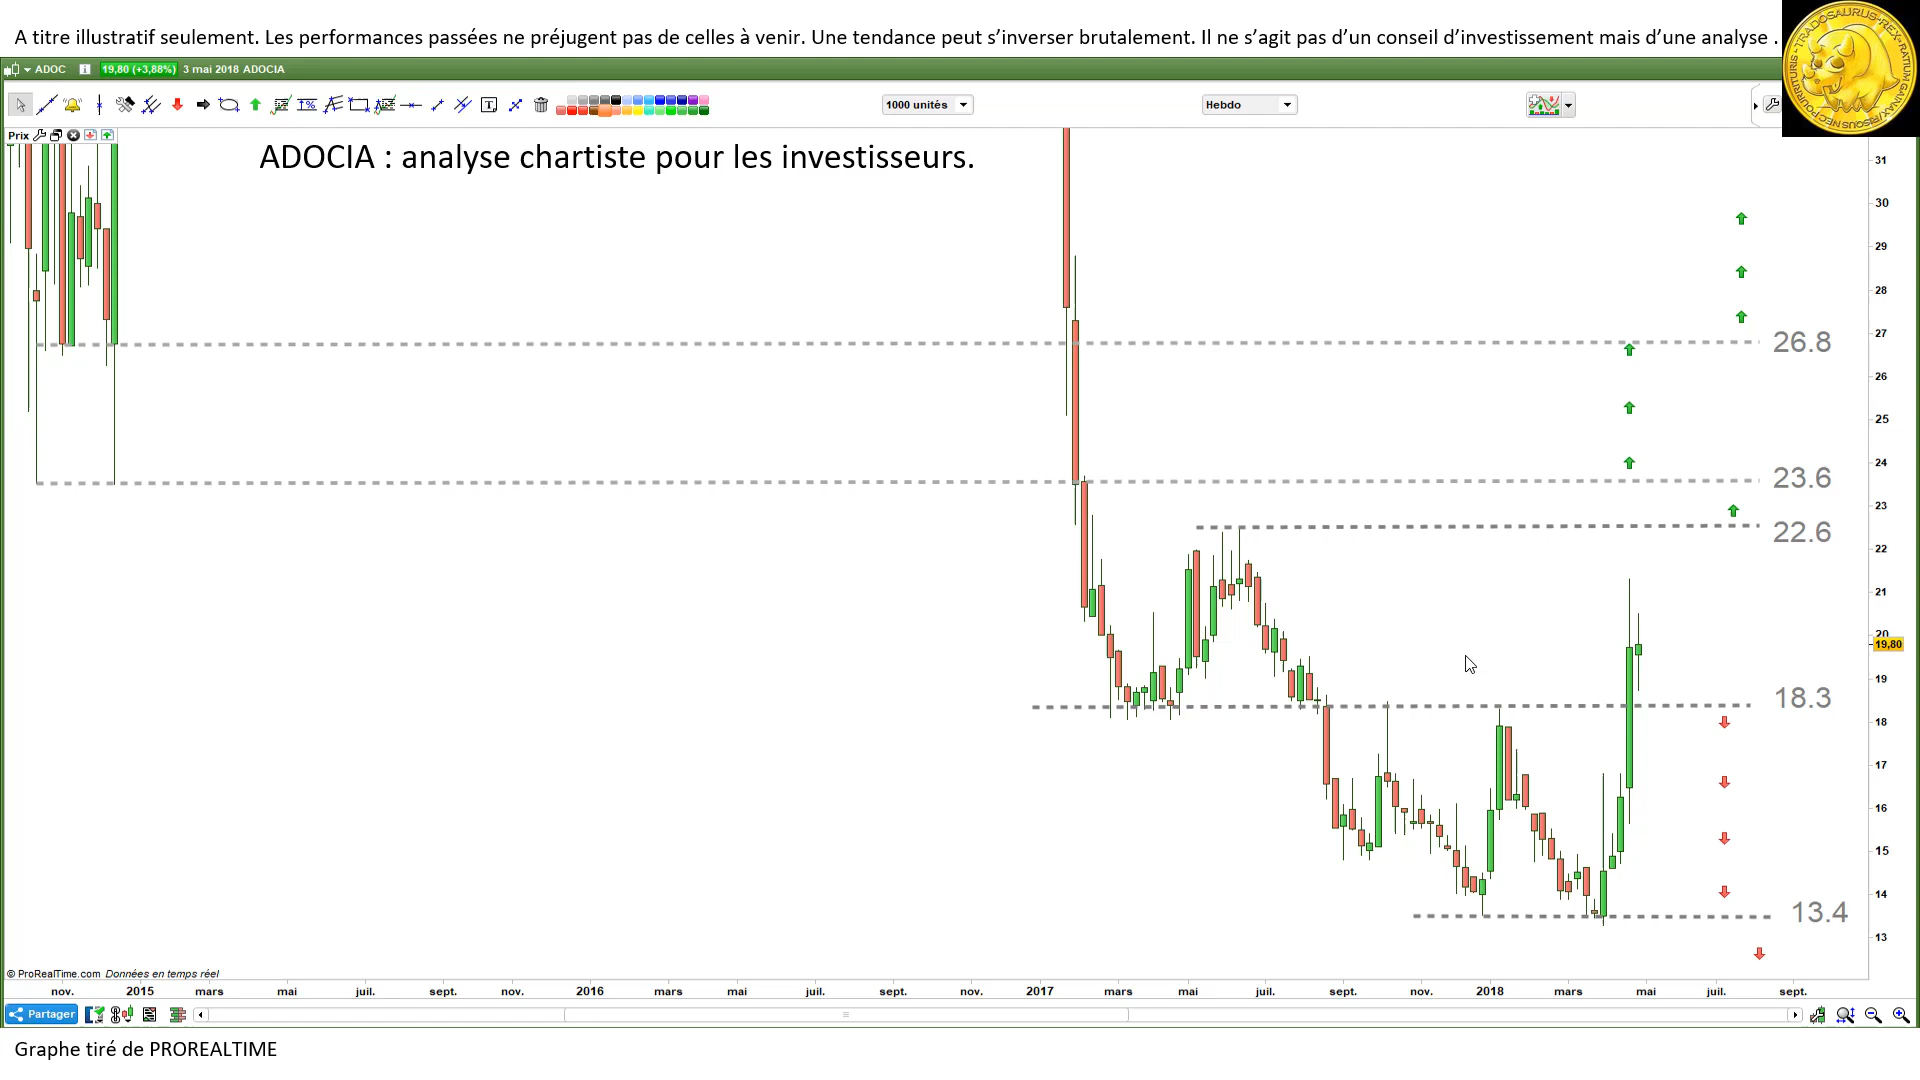 A titre illustratif seulement. Les performances passées ne préjugent pas de celles à venir. Une tendance peut s’inverser brutalement. Il ne s’agit pas d’un conseil d’investissement mais d’une analyse .
ADOC 19,80 (+3,88%) 3 mai 2018 ADOCIA
1000 unités
Hebdo
Prix
ADOCIA : analyse chartiste pour les investisseurs.
31
30
29
28
27
26.8
26
25
24
23.6
23
22.6
22
21
20
19,80
19
18.3
18
17
16
15
14
13.4
13
© ProRealTime.com Données en temps réel
nov. 2015 mars mai juil. sept. nov. 2016 mars mai juil. sept. nov. 2017 mars mai juil. sept. nov. 2018 mars mai juil. sept.
Partager
Graphe tiré de PROREALTIME